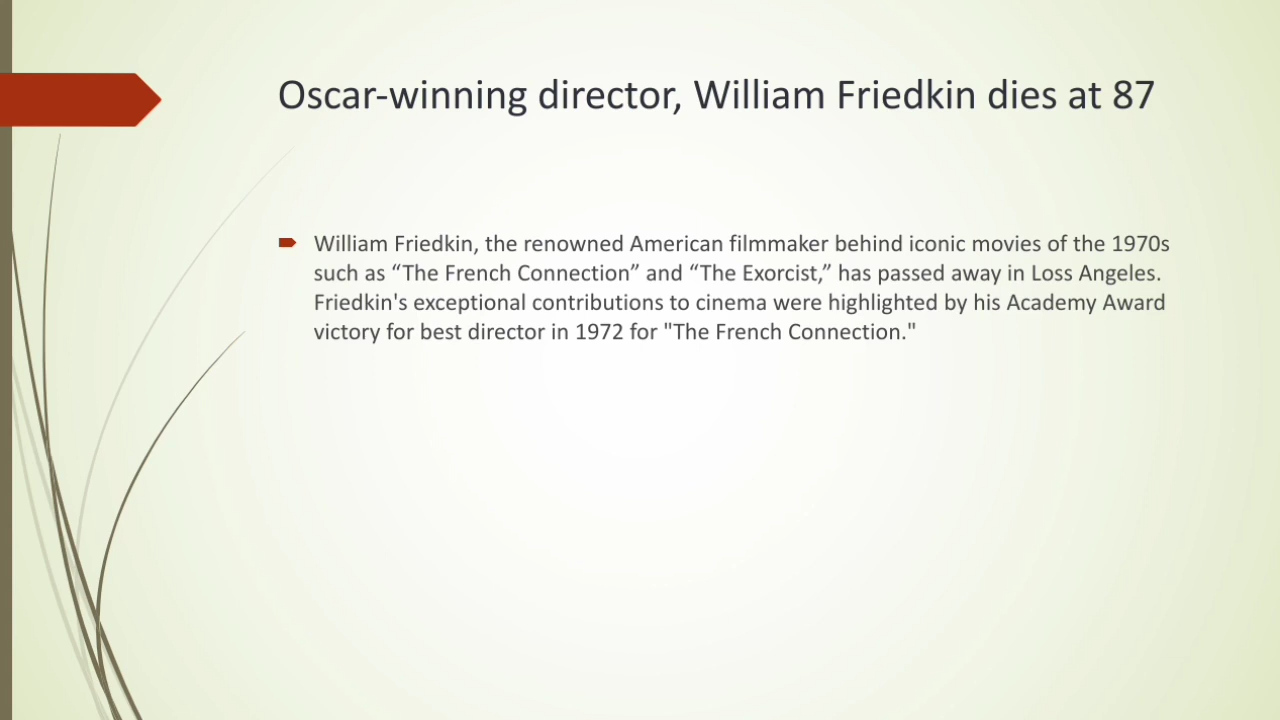 Oscar-winning director, William Friedkin dies at 87
William Friedkin, the renowned American filmmaker behind iconic movies of the 1970s
such as “The French Connection” and “The Exorcist,” has passed away in Loss Angeles.
Friedkin's exceptional contributions to cinema were highlighted by his Academy Award
victory for best director in 1972 for "The French Connection."